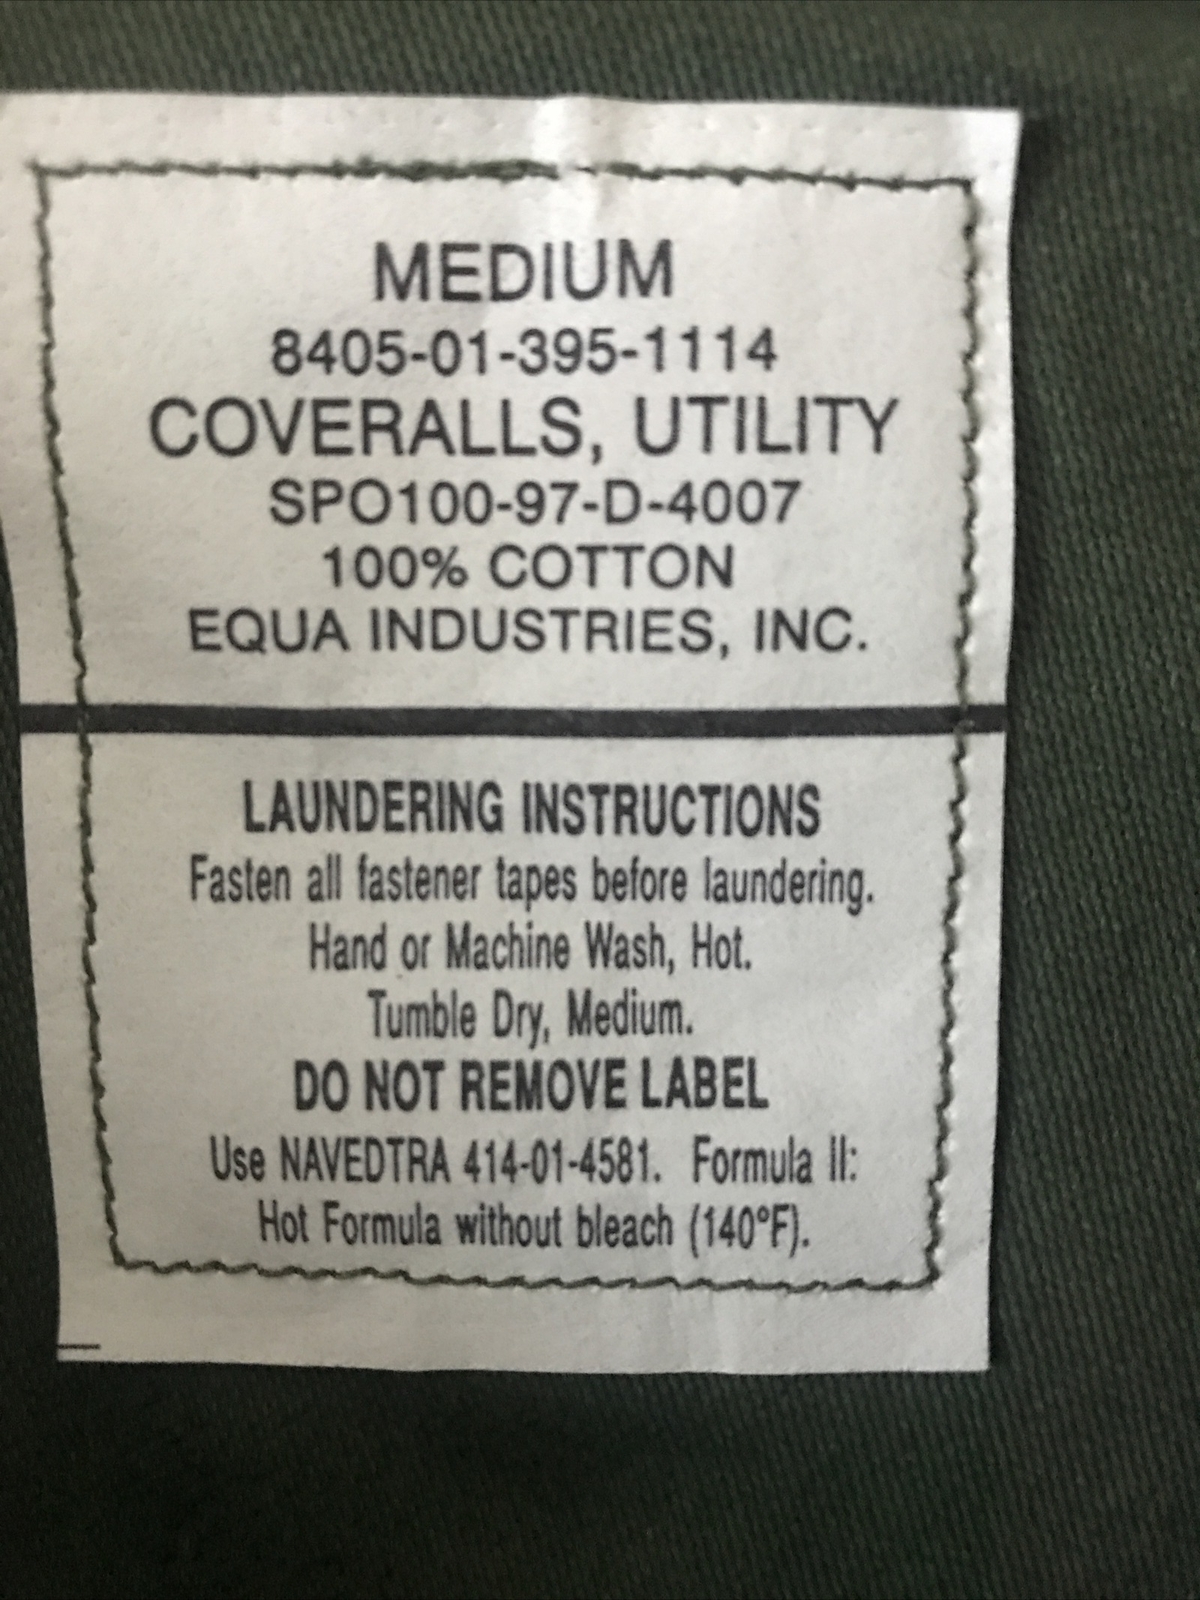 MEDIUM
8405-01-395-1114
COVERALLS, UTILITY
SPO100-97-D-4007
100% COTTON
EQUA INDUSTRIES, INC.
LAUNDERING INSTRUCTIONS
Fasten all fastener tapes before laundering.
Hand or Machine Wash, Hot.
Tumble Dry, Medium.
DO NOT REMOVE LABEL
Use NAVEDTRA 414-01-4581. Formula II:
Hot Formula without bleach (140°F).